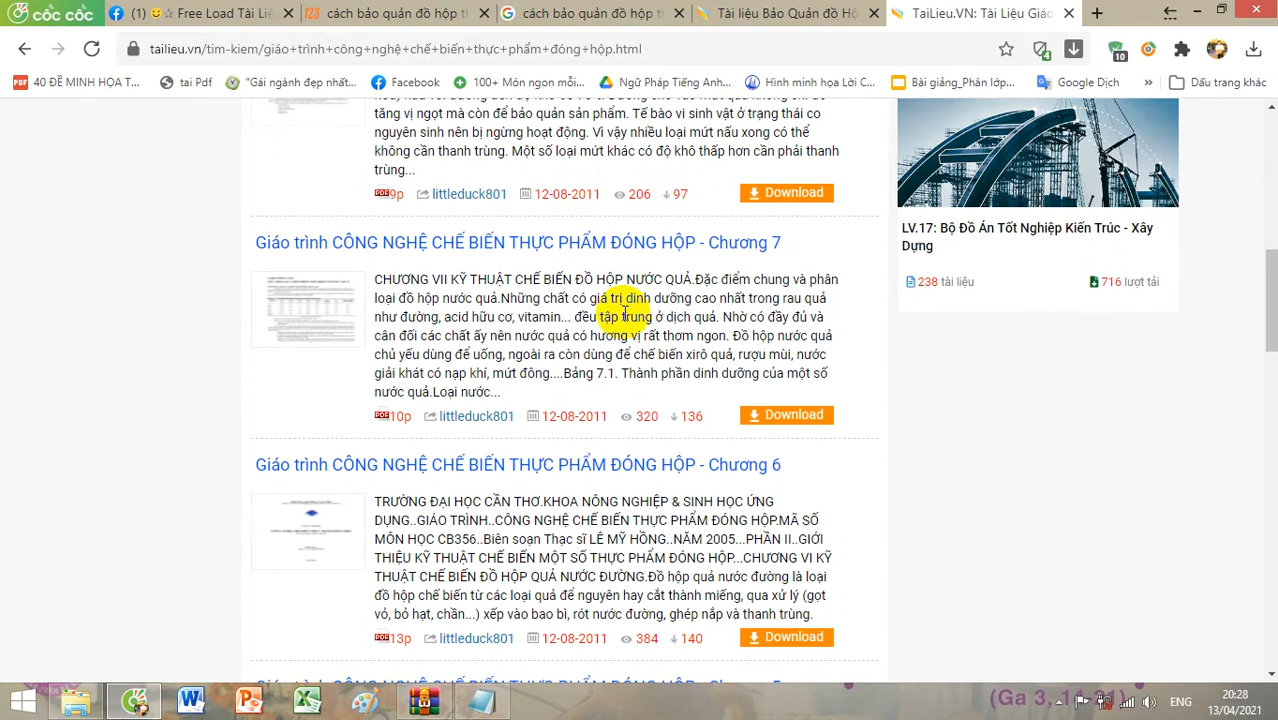 cốc cốc
(1) 😊 Free Load Tài Liệ
123 cách bảo quản đồ hộp t
cách bảo quản đồ hộp t
Tài liệu Bảo Quản đồ Hộ
TaiLieu.VN: Tài Liệu Giáo
tailieu.vn/tim-kiem/giáo+trình+công+nghệ+chế+biến+thực+phẩm+đóng+hộp.html
4
10
PDF 40 ĐỀ MINH HỌA T...
tai Pdf
"Gái ngành đẹp nhất...
Facebook
100+ Món ngon mỗi...
Ngữ Pháp Tiếng Anh...
Hình minh họa Lời C...
Bài giảng_Phân lớp...
Google Dịch
»
Dấu trang khác
tăng vị ngọt mà còn để bảo quản sản phẩm. Tế bào vi sinh vật ở trạng thái co
nguyên sinh nên bị ngừng hoạt động. Vì vậy nhiều loại mứt nấu xong có thể
không cần thanh trùng. Một số loại mứt khác có độ khô thấp hơn cần phải thanh
trùng...
PDF 9p littleduck801 12-08-2011 206 97 Download
Giáo trình CÔNG NGHỆ CHẾ BIẾN THỰC PHẨM ĐÓNG HỘP - Chương 7
CHƯƠNG VII KỸ THUẬT CHẾ BIẾN ĐỒ HỘP NƯỚC QUẢ Đặc điểm chung và phân
loại đồ hộp nước quả.Những chất có giá trị dinh dưỡng cao nhất trong rau quả
như đường, acid hữu cơ, vitamin... đều tập trung ở dịch quả. Nhờ có đầy đủ và
cân đối các chất ấy nên nước quả có hương vị rất thơm ngon. Đồ hộp nước quả
chủ yếu dùng để uống, ngoài ra còn dùng để chế biến xirô quả, rượu mùi, nước
giải khát có nạp khí, mứt đông....Bảng 7.1. Thành phần dinh dưỡng của một số
nước quả.Loại nước...
PDF 10p littleduck801 12-08-2011 320 136 Download
Giáo trình CÔNG NGHỆ CHẾ BIẾN THỰC PHẨM ĐÓNG HỘP - Chương 6
TRƯỜNG ĐẠI HỌC CẦN THƠ.KHOA NÔNG NGHIỆP & SINH HỌC ỨNG
DỤNG..GIÁO TRÌNH..CÔNG NGHỆ CHẾ BIẾN THỰC PHẨM ĐÓNG HỘP.MÃ SỐ
MÔN HỌC CB336..Biên soạn Thạc sĩ LÊ MỸ HỒNG..NĂM 2005...PHẦN II..GIỚI
THIỆU KỸ THUẬT CHẾ BIẾN MỘT SỐ THỰC PHẨM ĐÓNG HỘP...CHƯƠNG VI KỸ
THUẬT CHẾ BIẾN ĐỒ HỘP QUẢ NƯỚC ĐƯỜNG.Đồ hộp quả nước đường là loại
đồ hộp chế biến từ các loại quả để nguyên hay cắt thành miếng, qua xử lý (gọt
vỏ, bỏ hạt, chần...) xếp vào bao bì, rót nước đường, ghép nắp và thanh trùng.
PDF 13p littleduck801 12-08-2011 384 140 Download
LV.17: Bộ Đồ Án Tốt Nghiệp Kiến Trúc - Xây
Dựng
238 tài liệu 716 lượt tải
(Ga 3, 11.21)
ENG
20:28
13/04/2021